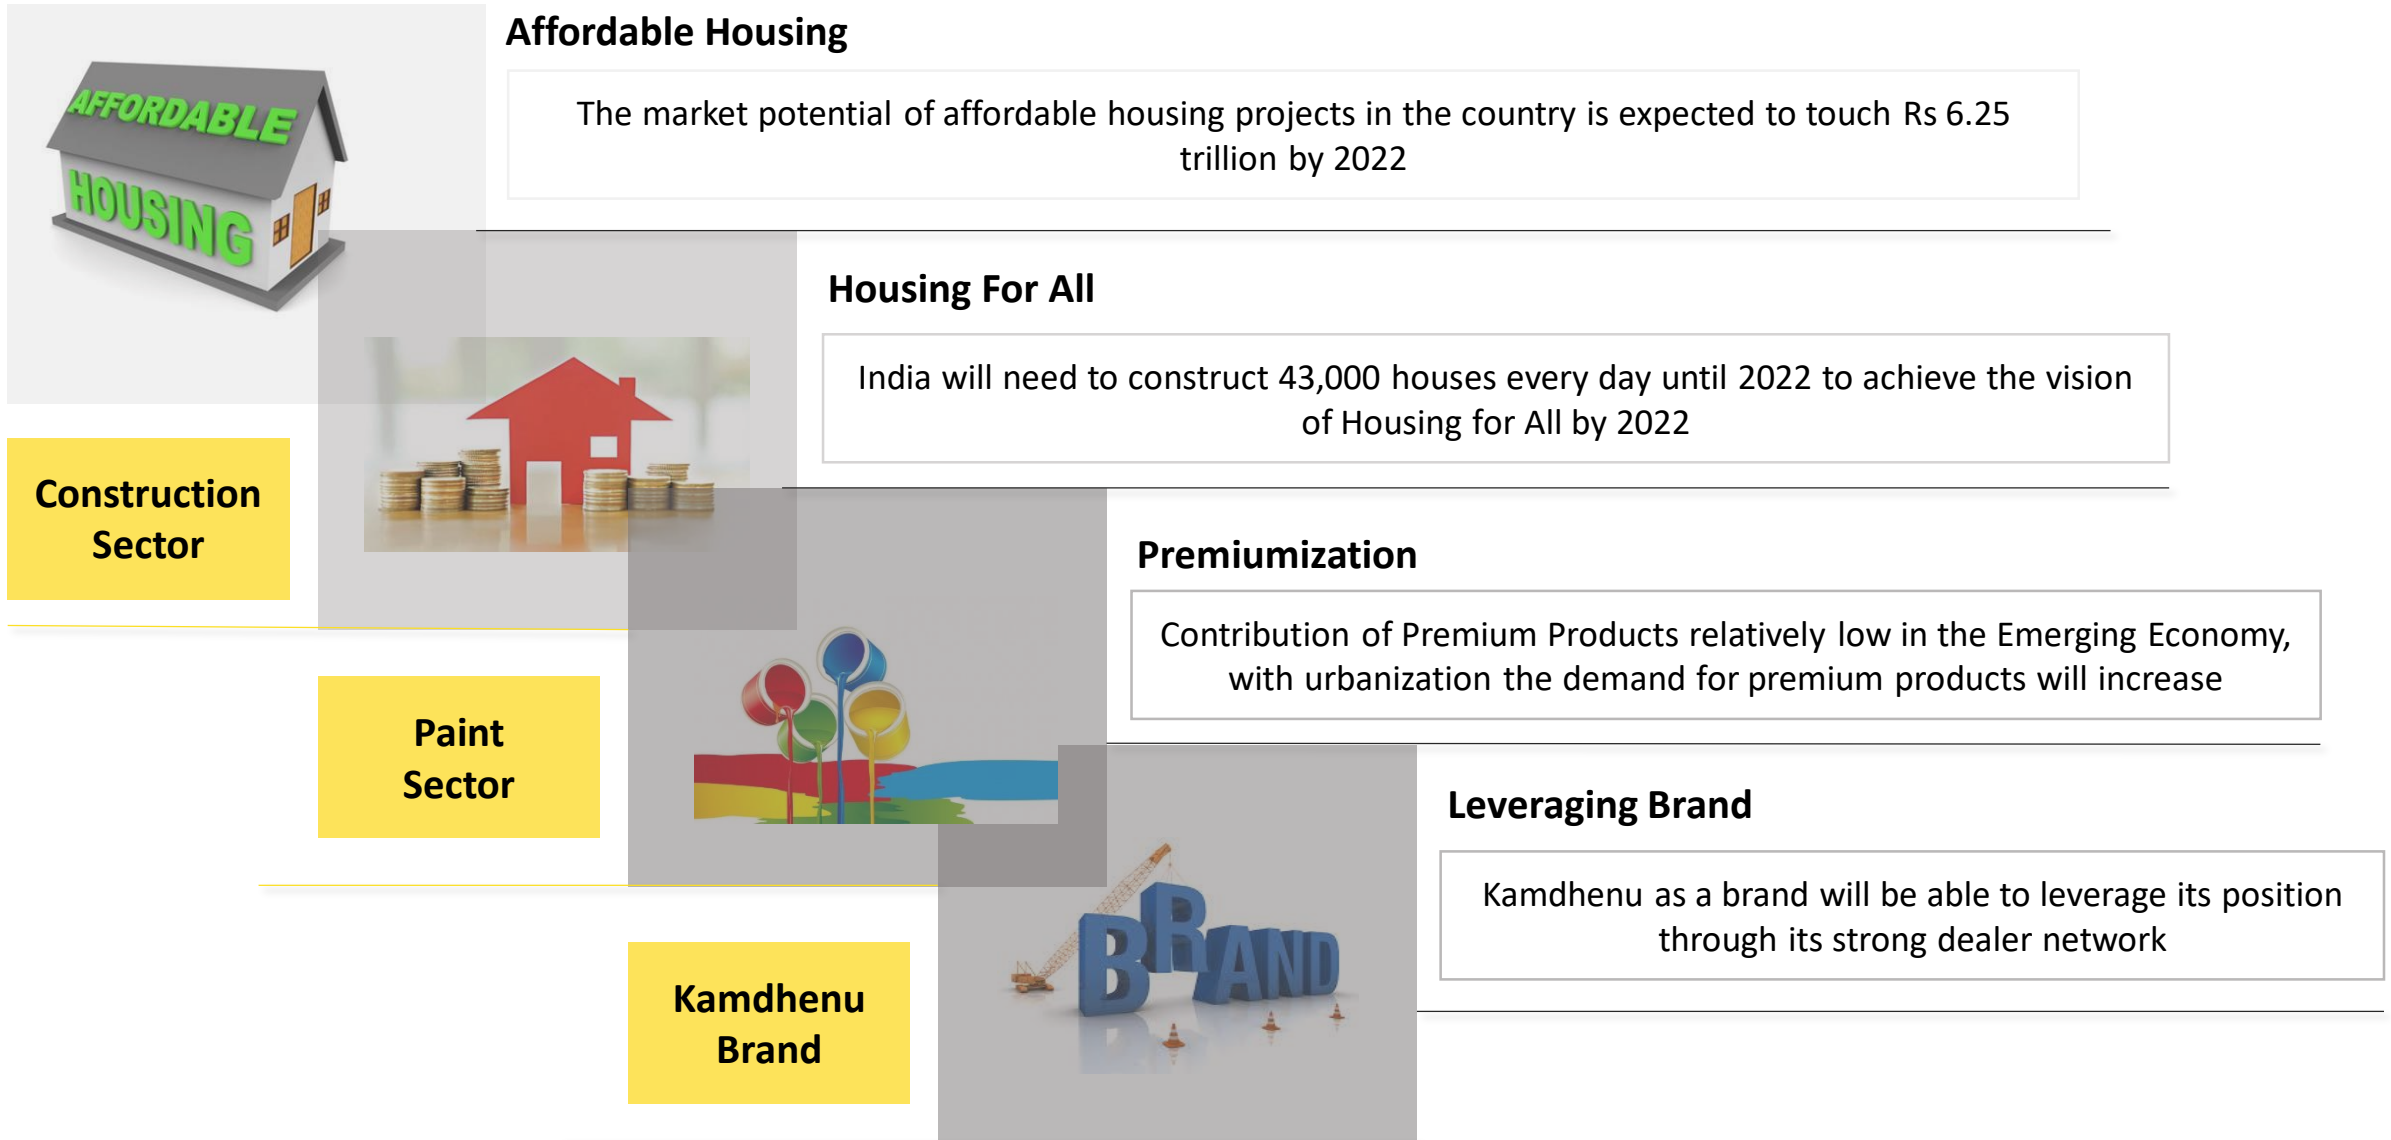 Affordable Housing
The market potential of affordable housing projects in the country is expected to touch Rs 6.25
trillion by 2022
AFFORDABLE
HOUSING
Housing For All
India will need to construct 43,000 houses every day until 2022 to achieve the vision
of Housing for All by 2022
Construction
Sector
Premiumization
Contribution of Premium Products relatively low in the Emerging Economy,
with urbanization the demand for premium products will increase
Paint
Sector
Leveraging Brand
Kamdhenu as a brand will be able to leverage its position
through its strong dealer network
BRAND
Kamdhenu
Brand